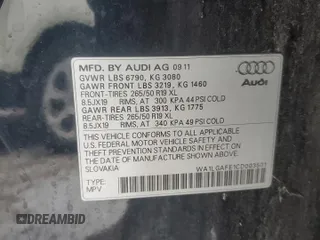 MFD. BY AUDI AG 09 11
GVWR LBS 6790, KG 3080
GAWR FRONT LBS 3219, KG 1460
FRONT-TIRES 265/50 R19 XL
8.5JX19 RIMS, AT 300 KPA 44 PSI COLD
GAWR REAR LBS 3913, KG 1775
REAR-TIRES 265/50 R19 XL
8.5JX19 RIMS, AT 340 KPA 49 PSI COLD
Audi
THIS VEHICLE CONFORMS TO ALL APPLICABLE
U.S. FEDERAL MOTOR VEHICLE SAFETY STANDARDS
IN EFFECT ON THE DATE OF MANUFACTURE SHOWN ABOVE.
SLOVAKIA
TYPE:
MPV
DREAMBID